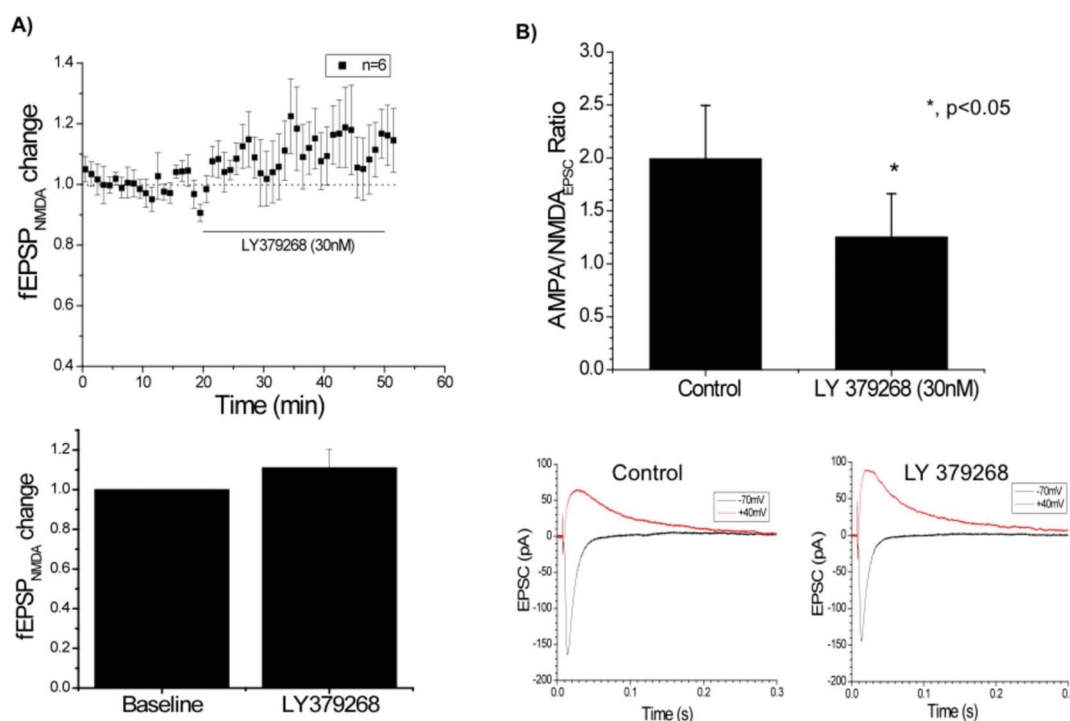 A)
n=6
1.4
1.2
1.0
0.8
0.6
0.4
fEPSP_NMDA change
LY379268 (30nM)
0 10 20 30 40 50 60
Time (min)
1.2
1.0
0.8
0.6
0.4
0.2
0.0
fEPSP_NMDA change
Baseline LY379268
B)
3.0
2.5
2.0
1.5
1.0
0.5
0.0
AMPA/NMDA_EPSC Ratio
*, p<0.05
*
Control LY 379268 (30nM)
Control
-70mV
+40mV
100
50
0
-50
-100
-150
-200
EPSC (pA)
0.0 0.1 0.2 0.3
Time (s)
LY 379268
-70mV
+40mV
100
50
0
-50
-100
-150
-200
EPSC (pA)
0.0 0.1 0.2 0.3
Time (s)